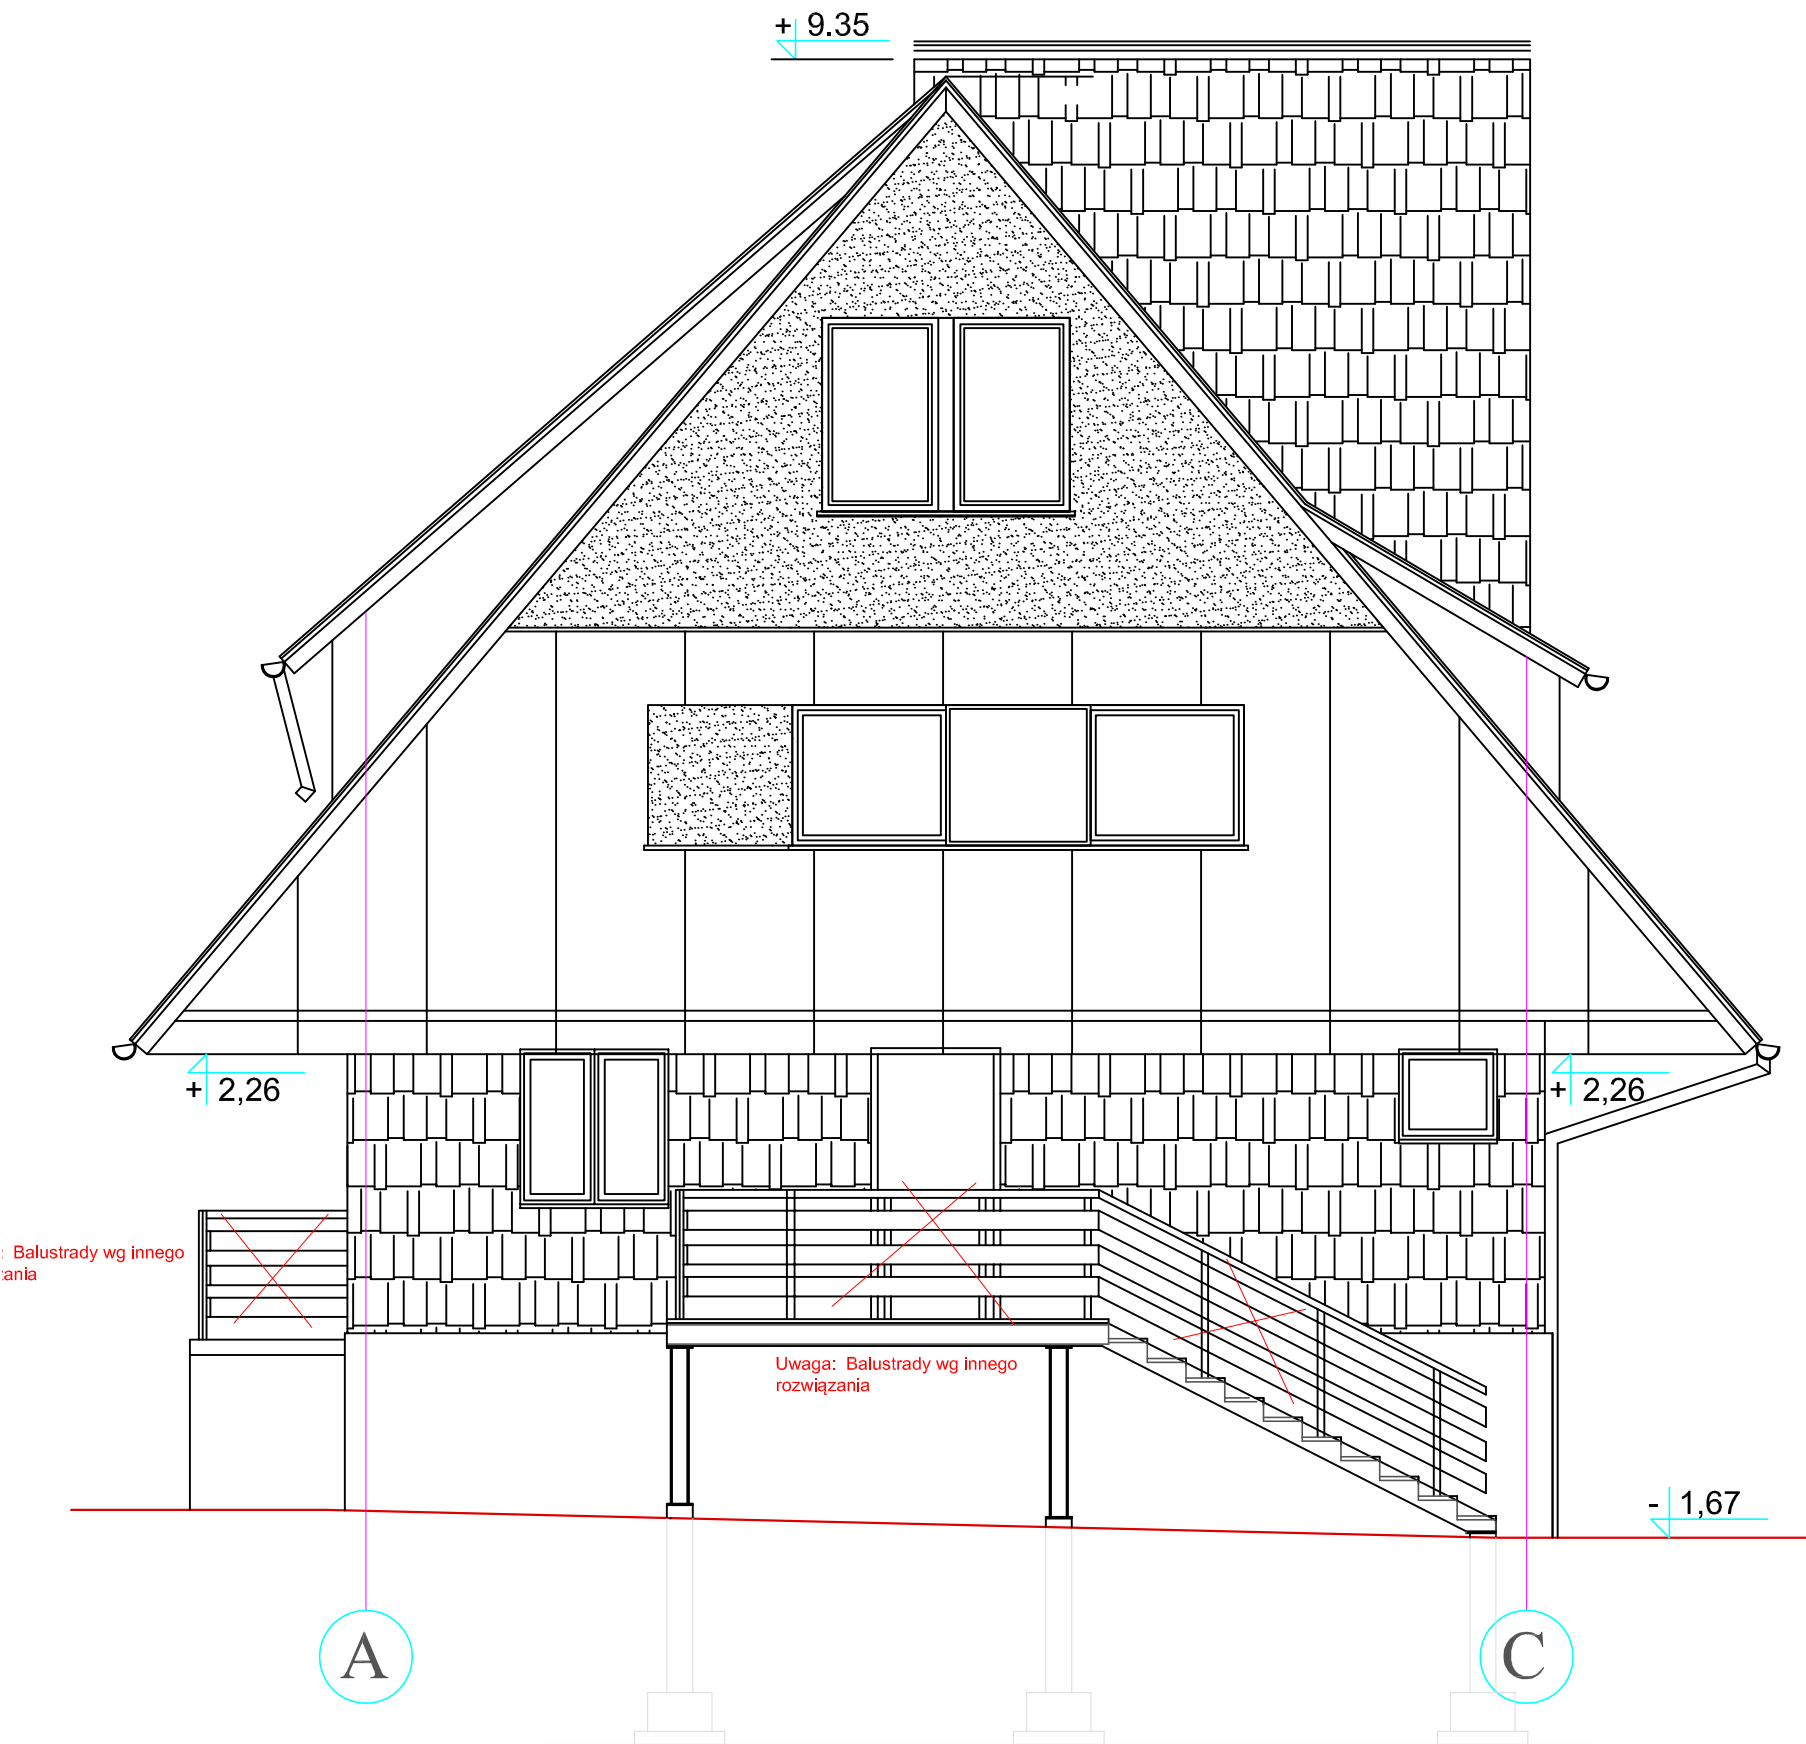 + 9.35
+ 2,26
+ 2,26
: Balustrady wg innego
Uwaga: Balustrady wg innego
rozwiązania
- 1,67
A
C